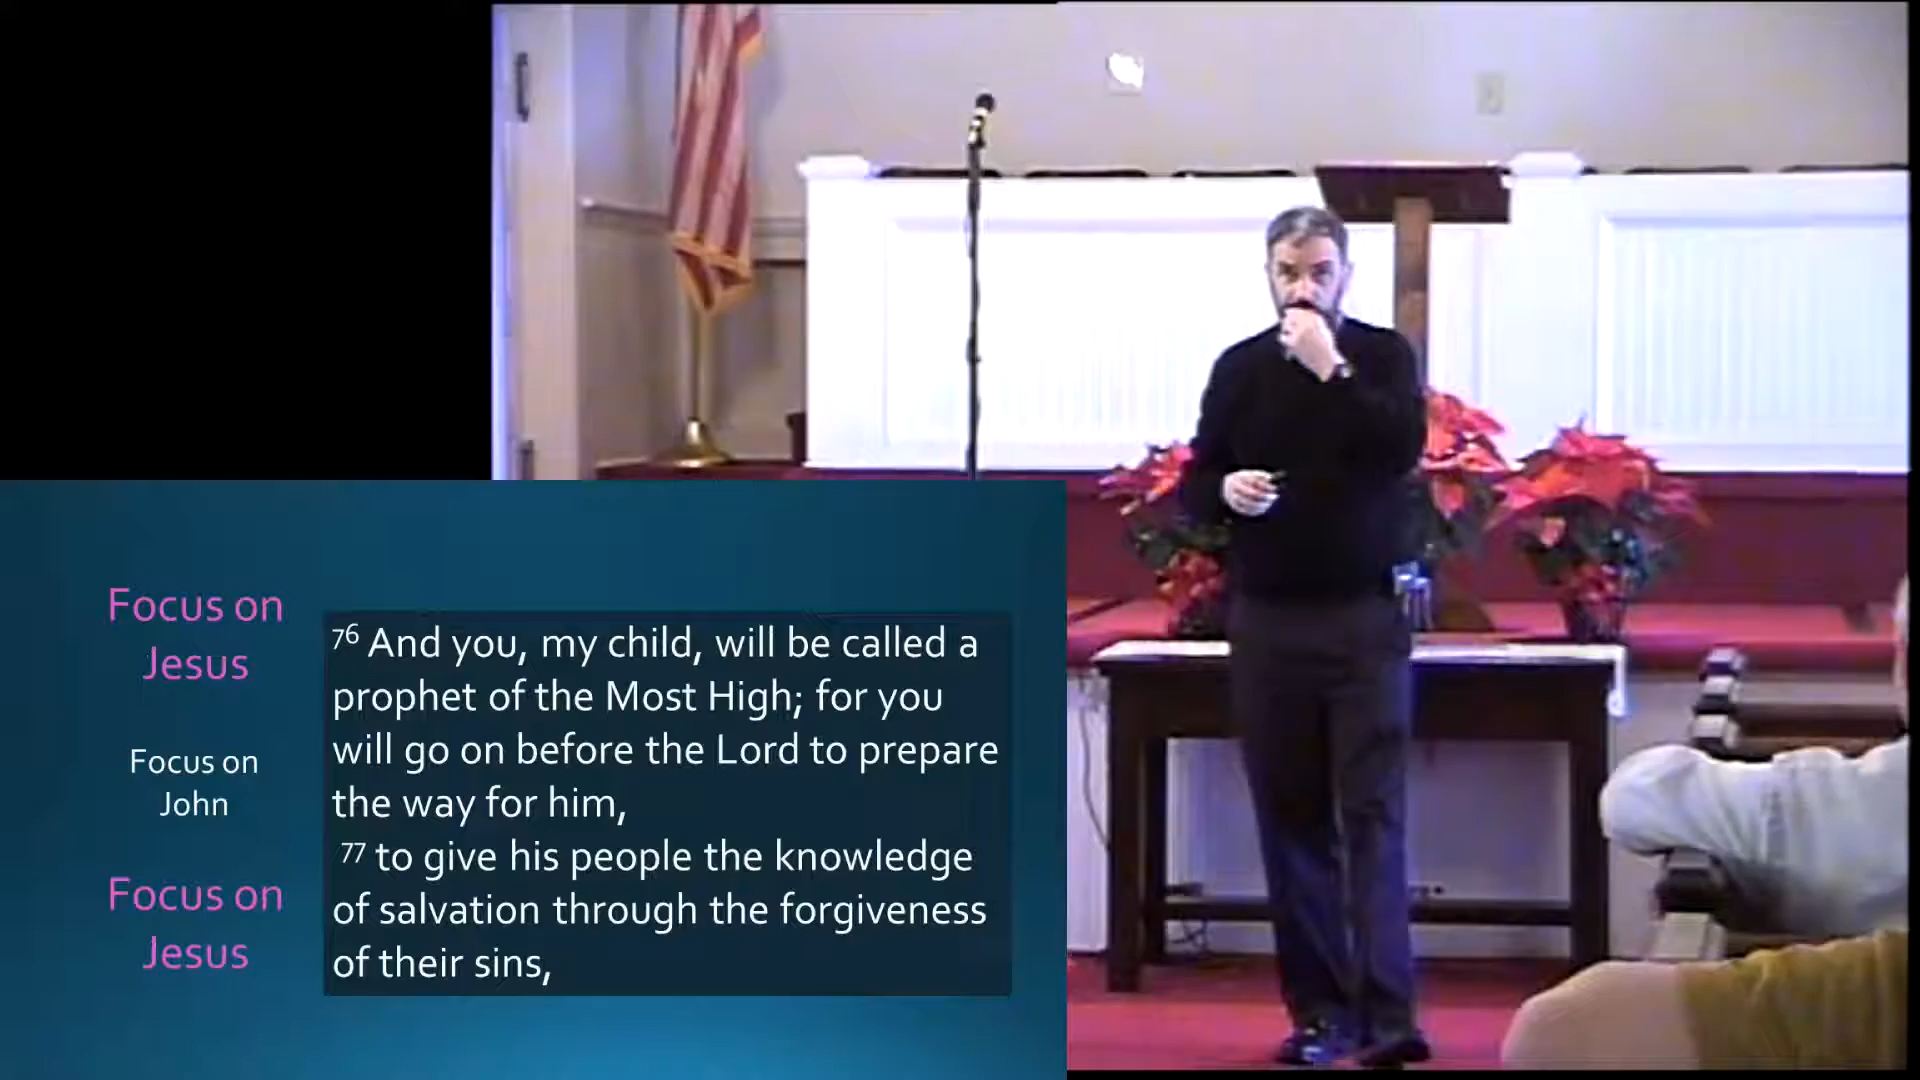 Focus on
Jesus
Focus on
John
Focus on
Jesus
76 And you, my child, will be called a
prophet of the Most High; for you
will go on before the Lord to prepare
the way for him,
77 to give his people the knowledge
of salvation through the forgiveness
of their sins,